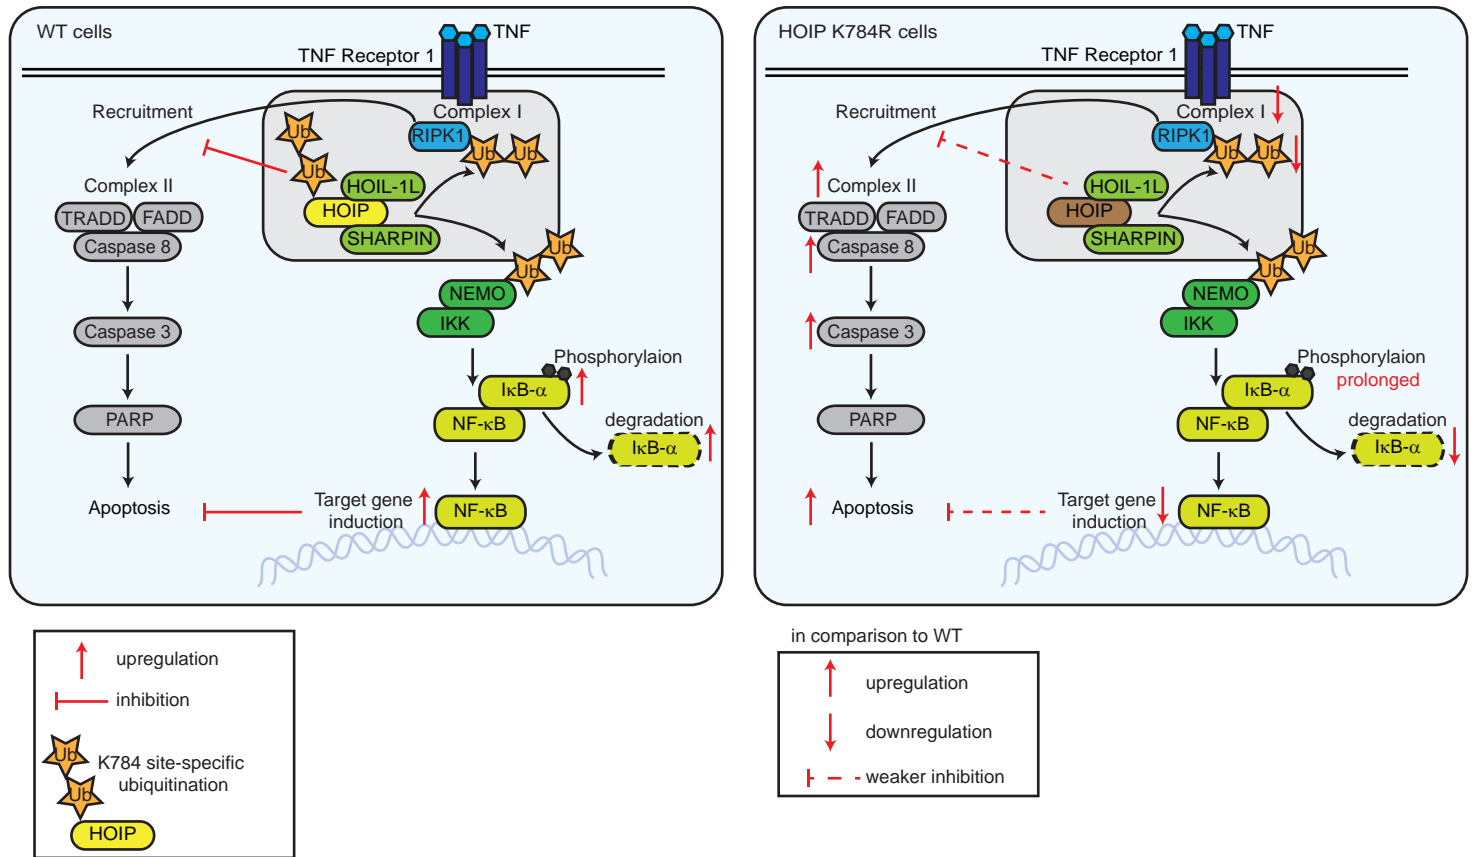 WT cells
TNF
TNF Receptor 1
Recruitment
Complex I
Ub
RIPK1
Ub
Ub
Ub
HOIL-1L
Complex II
HOIP
TRADD
FADD
SHARPIN
Caspase 8
Ub
Ub
NEMO
IKK
Caspase 3
Phosphorylaion
IκB-α
PARP
NF-κB
degradation
IκB-α
Apoptosis
Target gene
induction
NF-κB
HOIP K784R cells
TNF
TNF Receptor 1
Recruitment
Complex I
RIPK1
Ub
Ub
HOIL-1L
Complex II
HOIP
TRADD
FADD
SHARPIN
Caspase 8
Ub
Ub
NEMO
IKK
Caspase 3
Phosphorylaion
prolonged
IκB-α
PARP
NF-κB
degradation
IκB-α
Apoptosis
Target gene
induction
NF-κB
upregulation
inhibition
Ub
Ub
K784 site-specific
ubiquitination
HOIP
in comparison to WT
upregulation
downregulation
weaker inhibition